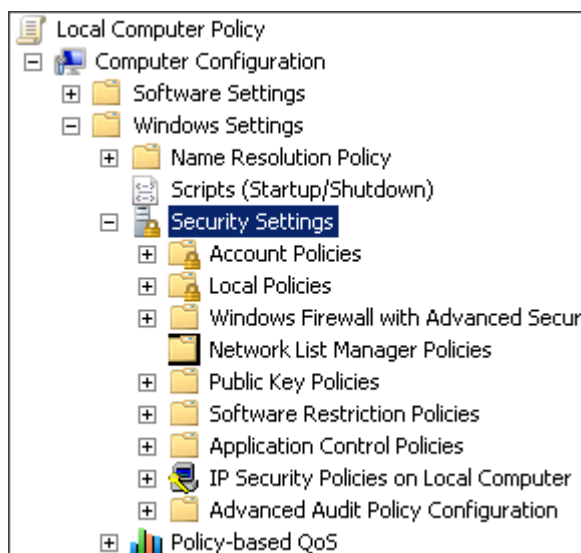 Local Computer Policy
Computer Configuration
Software Settings
Windows Settings
Name Resolution Policy
Scripts (Startup/Shutdown)
Security Settings
Account Policies
Local Policies
Windows Firewall with Advanced Secur
Network List Manager Policies
Public Key Policies
Software Restriction Policies
Application Control Policies
IP Security Policies on Local Computer
Advanced Audit Policy Configuration
Policy-based QoS